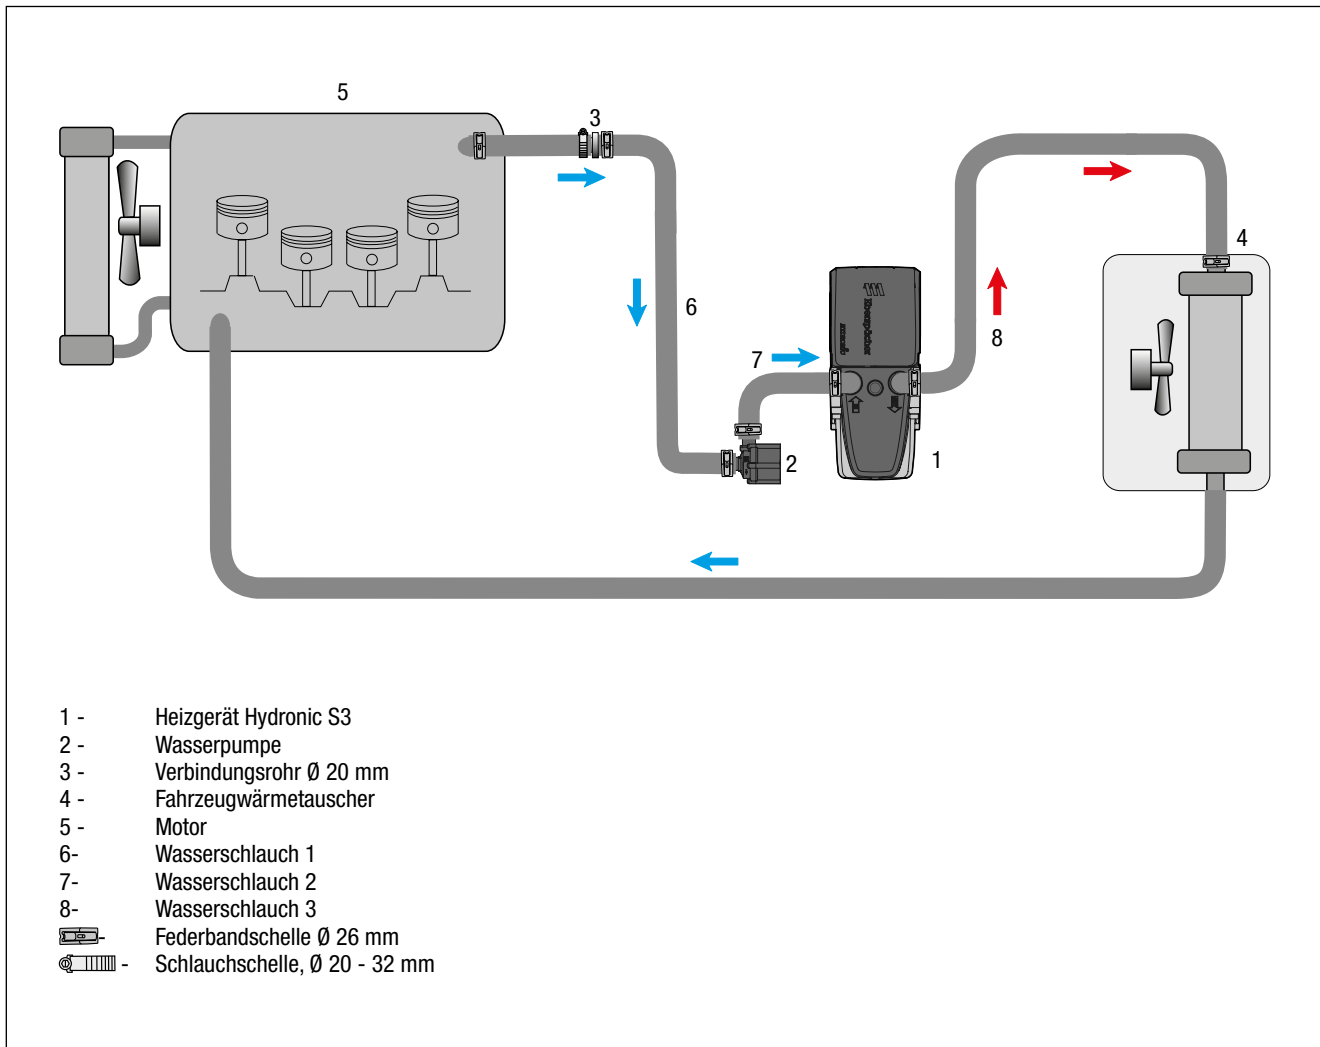 5
3
4
6
8
7
Eberspächer
2
1
1 - Heizgerät Hydronic S3
2 - Wasserpumpe
3 - Verbindungsrohr Ø 20 mm
4 - Fahrzeugwärmetauscher
5 - Motor
6- Wasserschlauch 1
7- Wasserschlauch 2
8- Wasserschlauch 3
- Federbandschelle Ø 26 mm
- Schlauchschelle, Ø 20 - 32 mm